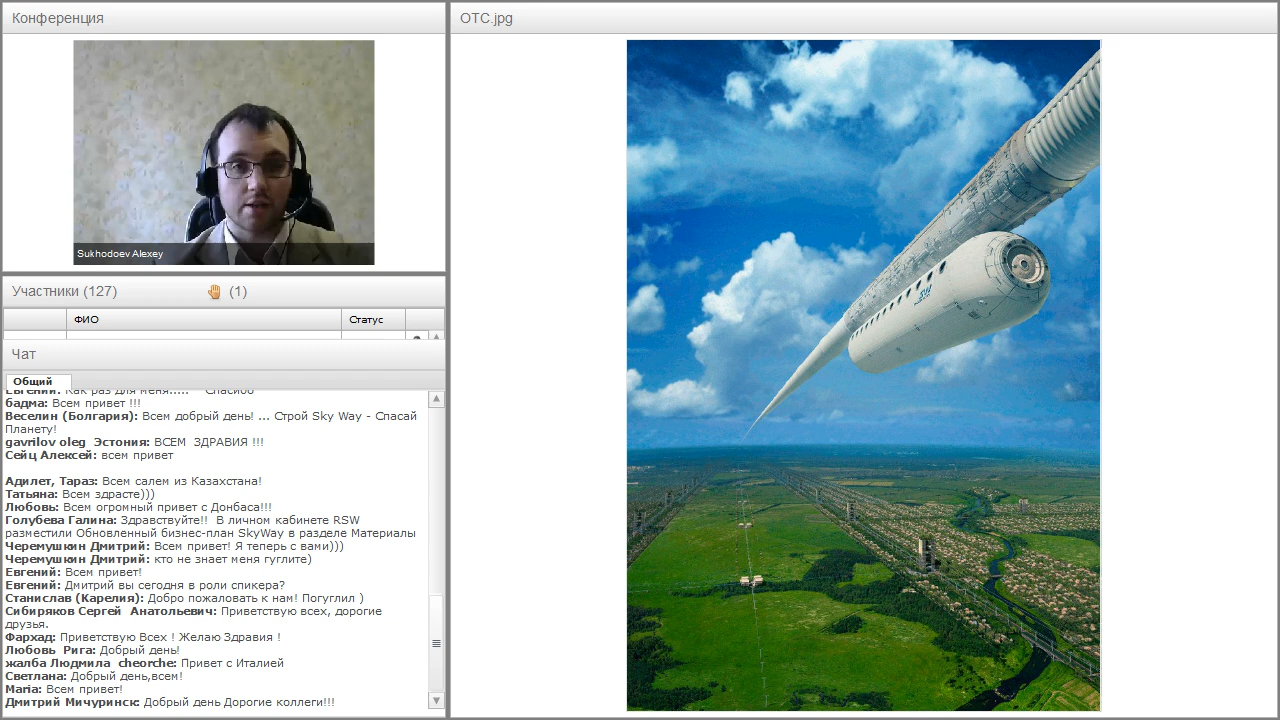 Конференция
Sukhodoev Alexey
Участники (127)
(1)
ФИО
Статус
Чат
Общий
Евгений: Как раз для меня..... Спасибо
бадма: Всем привет !!!
Веселин (Болгария): Всем добрый день! ... Строй Sky Way - Спасай
Планету!
gavrilov oleg Эстония: ВСЕМ ЗДРАВИЯ !!!
Сейц Алексей: всем привет
Адилет, Тараз: Всем салем из Казахстана!
Татьяна: Всем здрасте)))
Любовь: Всем огромный привет с Донбаса!!!
Голубева Галина: Здравствуйте!! В личном кабинете RSW
разместили Обновленный бизнес-план SkyWay в разделе Материалы
Черемушкин Дмитрий: Всем привет! Я теперь с вами)))
Черемушкин Дмитрий: кто не знает меня гуглите)
Евгений: Всем привет!
Евгений: Дмитрий вы сегодня в роли спикера?
Станислав (Карелия): Добро пожаловать к нам! Погуглил )
Сибиряков Сергей Анатольевич: Приветствую всех, дорогие
друзья.
Фархад: Приветствую Всех ! Желаю Здравия !
Любовь Рига: Добрый день!
жалба Людмила cheorche: Привет с Италией
Светлана: Добрый день,всем!
Maria: Всем привет!
Дмитрий Мичуринск: Добрый день Дорогие коллеги!!!
OTC.jpg
SW